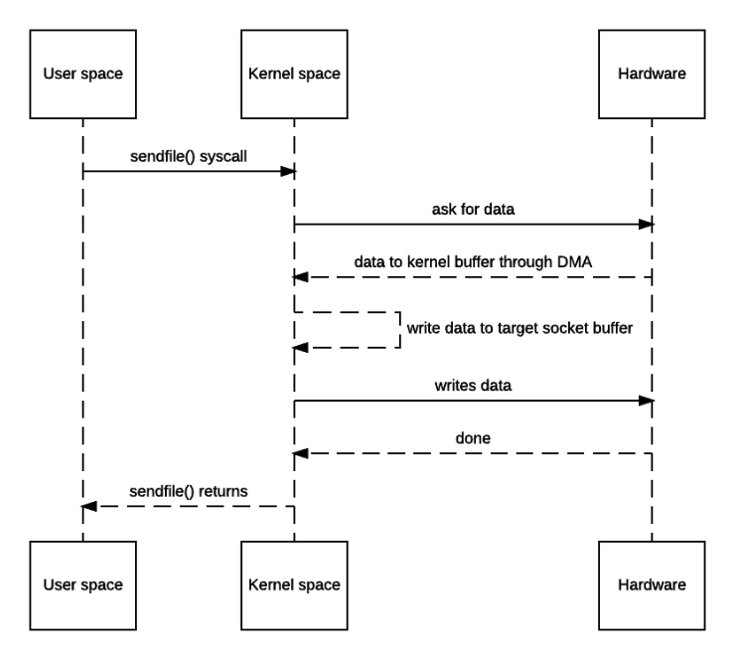 User space
Kernel space
Hardware
sendfile() syscall
ask for data
data to kernel buffer through DMA
write data to target socket buffer
writes data
done
sendfile() returns
User space
Kernel space
Hardware